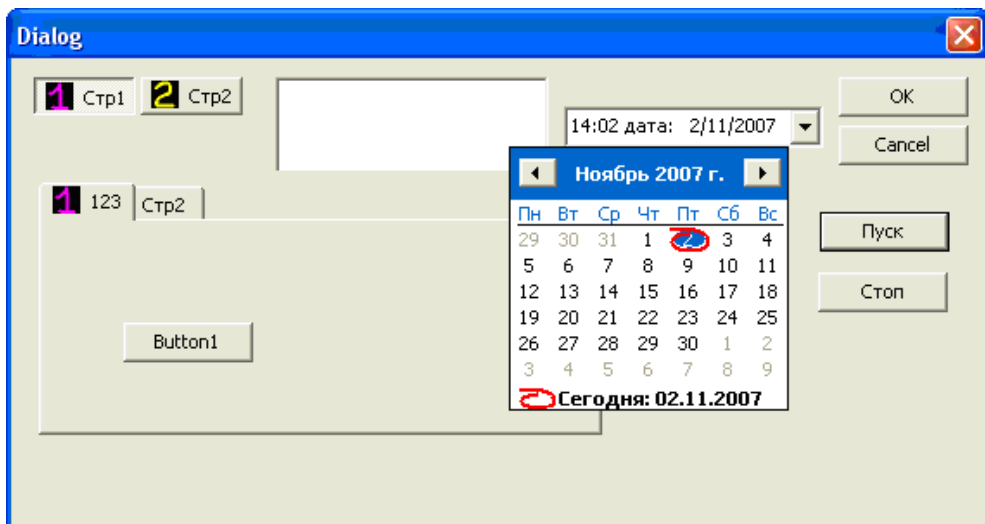 Dialog
1 Стр1 2 Стр2
OK
14:02 дата: 2/11/2007
Cancel
Ноябрь 2007 г.
1 123 Стр2
Пн Вт Ср Чт Пт Сб Вс
29 30 31 1 2 3 4
Пуск
5 6 7 8 9 10 11
12 13 14 15 16 17 18
Стоп
19 20 21 22 23 24 25
Button1
26 27 28 29 30 1 2
3 4 5 6 7 8 9
Сегодня: 02.11.2007